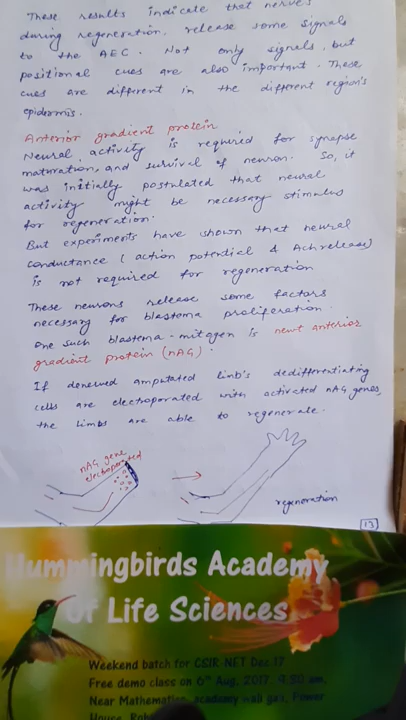 These results indicate that nerves
during regeneration, release some signals
to the AEC. Not only signals, but
positional cues are also important. These
cues are different in the different region's
epidermis.
Anterior gradient protein
Neural activity is required for synapse
maturation, and survival of neuron. So, it
was initially postulated that neural
activity might be necessary stimulus
for regeneration.
But experiments have shown that neural
conductance (action potential & Ach release)
is not required for regeneration
These neurons release some factors
necessary for blastema proliferation.
One such blastema-mitogen is newt anterior
gradient protein (nAG).
If denerved amputated limb's dedifferentiating
cells are electroporated with activated nAG genes,
the limbs are able to regenerate.
nAG gene
electroporated
regeneration
13
Hummingbirds Academy
Of Life Sciences
Weekend batch for CSIR-NET Dec 17
Free demo class on 6th Aug, 2017, 9.30 am,
Near Mathematics academy wall gali, Power
House,